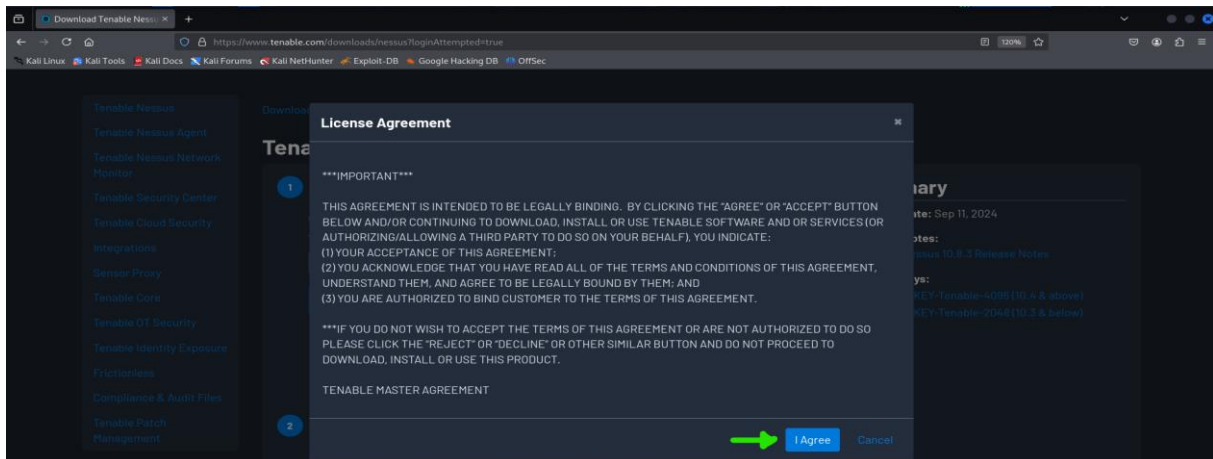 Download Tenable Nessu
https://www.tenable.com/downloads/nessus?loginAttempted=true
120%
Kali Linux Kali Tools Kali Docs Kali Forums Kali NetHunter Exploit-DB Google Hacking DB OffSec
Tenable Nessus
Tenable Nessus Agent
Tenable Nessus Network
Monitor
Tenable Security Center
Tenable Cloud Security
Integrations
Sensor Proxy
Tenable Core
Tenable OT Security
Tenable Identity Exposure
Frictionless
Compliance & Audit Files
Tenable Patch
Management
Download
Tena
1
2
License Agreement
***IMPORTANT***
THIS AGREEMENT IS INTENDED TO BE LEGALLY BINDING. BY CLICKING THE "AGREE" OR "ACCEPT" BUTTON
BELOW AND/OR CONTINUING TO DOWNLOAD, INSTALL OR USE TENABLE SOFTWARE AND OR SERVICES (OR
AUTHORIZING/ALLOWING A THIRD PARTY TO DO SO ON YOUR BEHALF), YOU INDICATE:
(1) YOUR ACCEPTANCE OF THIS AGREEMENT;
(2) YOU ACKNOWLEDGE THAT YOU HAVE READ ALL OF THE TERMS AND CONDITIONS OF THIS AGREEMENT,
UNDERSTAND THEM, AND AGREE TO BE LEGALLY BOUND BY THEM; AND
(3) YOU ARE AUTHORIZED TO BIND CUSTOMER TO THE TERMS OF THIS AGREEMENT.
***IF YOU DO NOT WISH TO ACCEPT THE TERMS OF THIS AGREEMENT OR ARE NOT AUTHORIZED TO DO SO
PLEASE CLICK THE "REJECT" OR "DECLINE" OR OTHER SIMILAR BUTTON AND DO NOT PROCEED TO
DOWNLOAD, INSTALL OR USE THIS PRODUCT.
TENABLE MASTER AGREEMENT
I Agree Cancel
mary
ate: Sep 11, 2024
otes:
essus 10.8.3 Release Notes
ys:
KEY-Tenable-4096 (10.4 & above)
KEY-Tenable-2048 (10.3 & below)